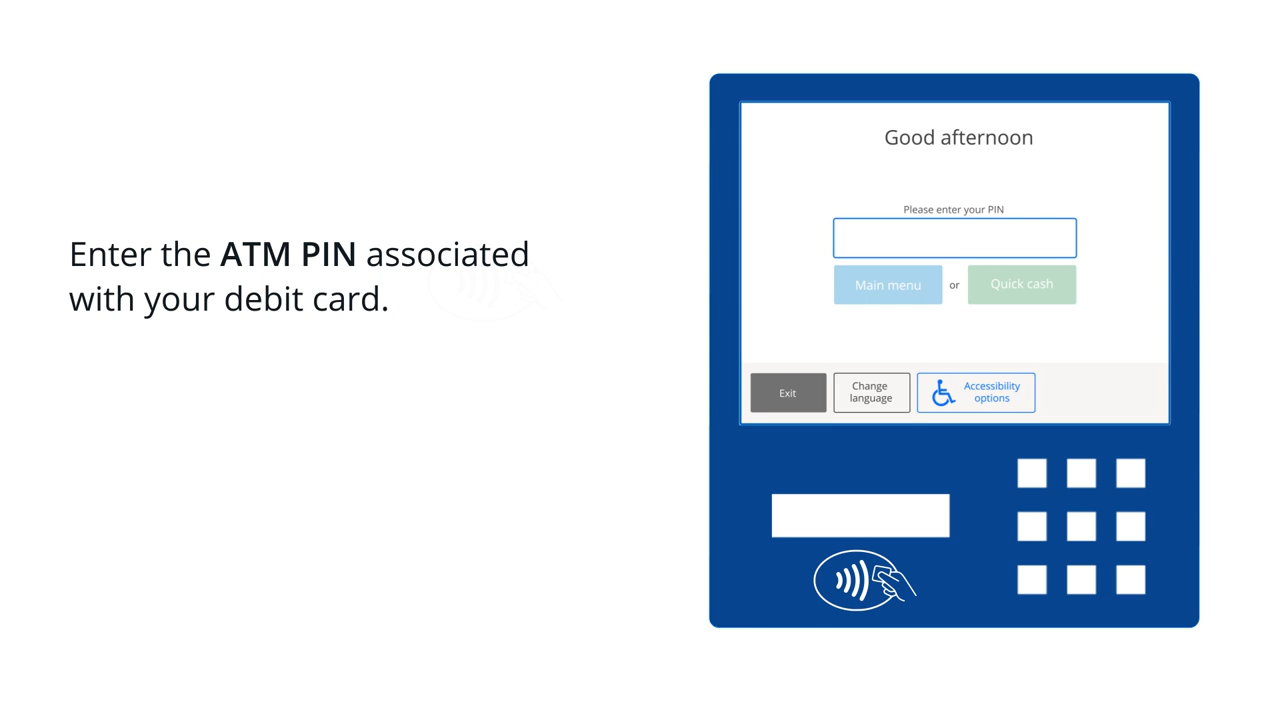 Enter the ATM PIN associated
with your debit card.
Good afternoon
Please enter your PIN
Main menu or Quick cash
Exit
Change
language
Accessibility
options